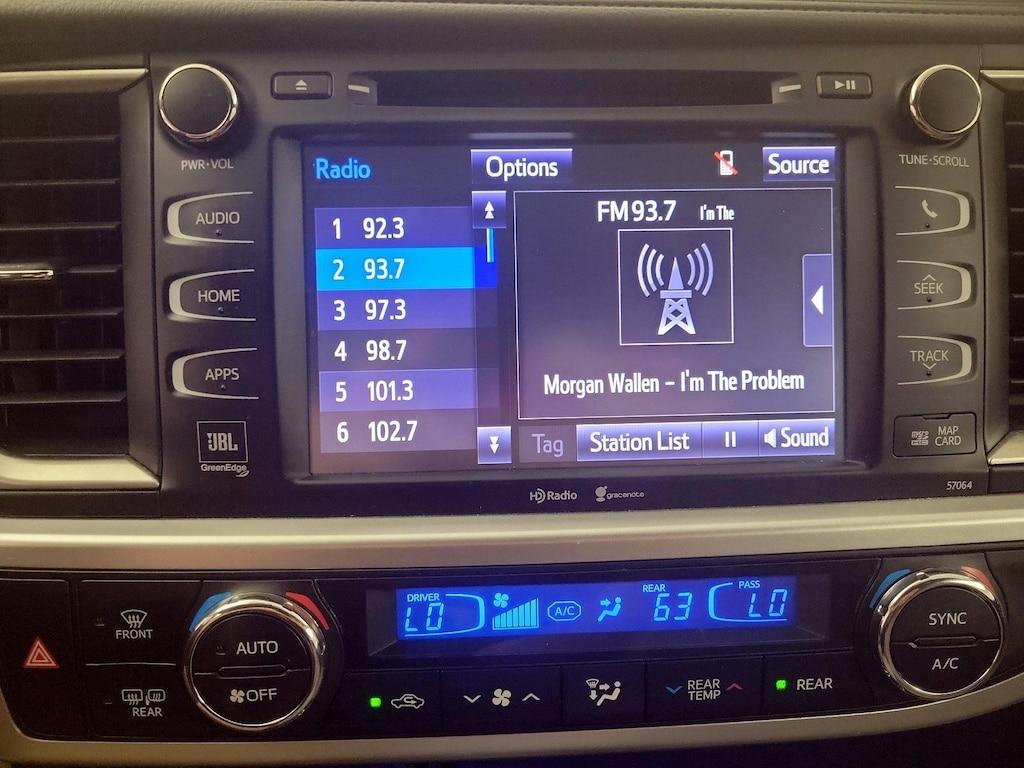 PWR•VOL
AUDIO
HOME
APPS
JBL
GreenEdge
Radio
Options
Source
1 92.3
2 93.7
3 97.3
4 98.7
5 101.3
6 102.7
FM 93.7 I'm The
Morgan Wallen - I'm The Problem
Tag
Station List
Sound
TUNE•SCROLL
SEEK
TRACK
micro SD
MAP CARD
57064
HD Radio
gracenote
FRONT
REAR
AUTO
OFF
DRIVER
LO
A/C
REAR
63
PASS
LO
REAR TEMP
REAR
SYNC
A/C